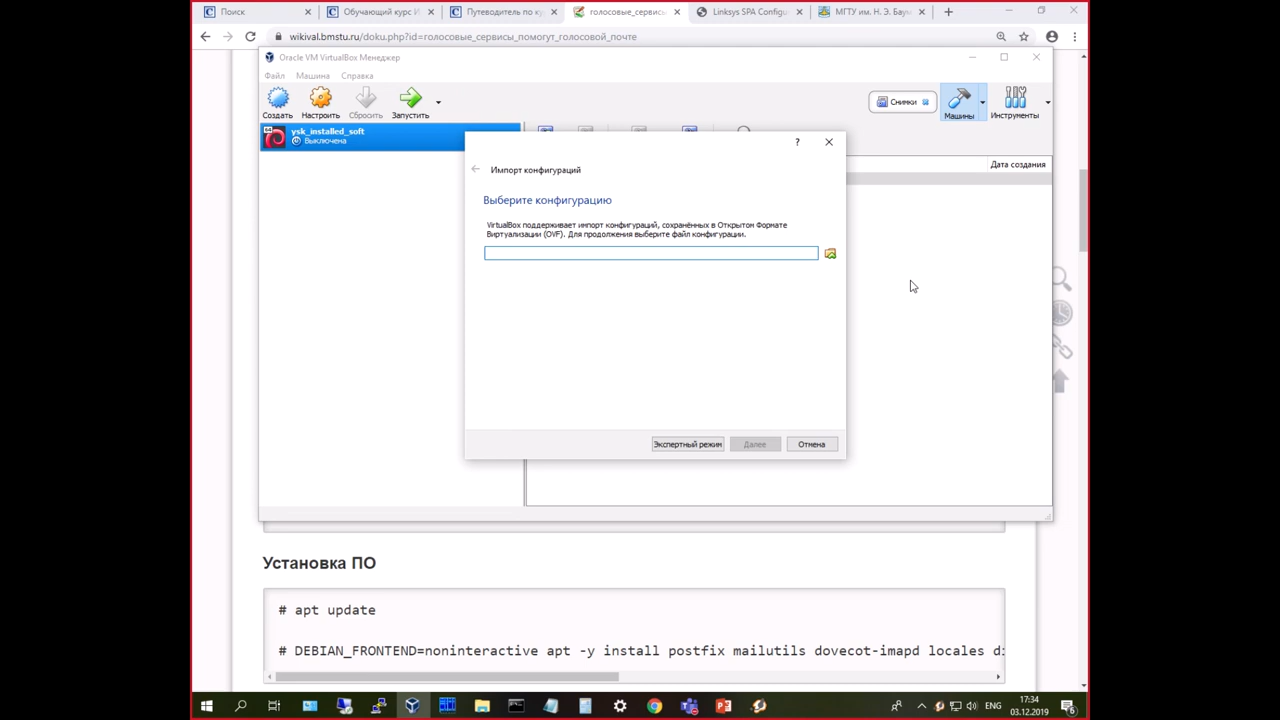 Поиск
Обучающий курс И
Путеводитель по ку
голосовые_сервисы
Linksys SPA Configu
МГТУ им. Н. Э. Баум
wikival.bmstu.ru/doku.php?id=голосовые_сервисы_помогут_голосовой_почте
Oracle VM VirtualBox Менеджер
Файл Машина Справка
Создать Настроить Сбросить Запустить
Снимки
Машины
Инструменты
64
ysk_installed_soft
Выключена
Дата создания
?
Импорт конфигураций
Выберите конфигурацию
VirtualBox поддерживает импорт конфигураций, сохранённых в Открытом Формате
Виртуализации (OVF). Для продолжения выберите файл конфигурации.
Экспертный режим Далее Отмена
Установка ПО
# apt update
# DEBIAN_FRONTEND=noninteractive apt -y install postfix mailutils dovecot-imapd locales di
ENG
17:34
03.12.2019
6